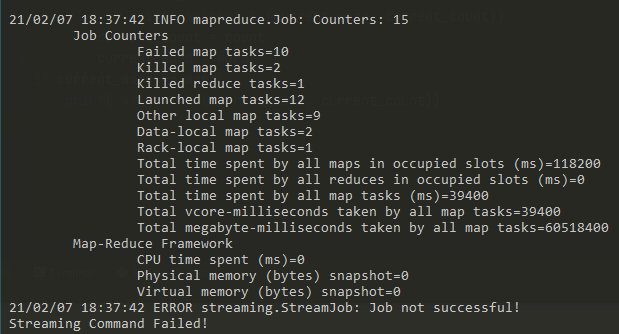 21/02/07 18:37:42 INFO mapreduce.Job: Counters: 15
Job Counters
Failed map tasks=10
Killed map tasks=2
Killed reduce tasks=1
Launched map tasks=12
Other local map tasks=9
Data-local map tasks=2
Rack-local map tasks=1
Total time spent by all maps in occupied slots (ms)=118200
Total time spent by all reduces in occupied slots (ms)=0
Total time spent by all map tasks (ms)=39400
Total vcore-milliseconds taken by all map tasks=39400
Total megabyte-milliseconds taken by all map tasks=60518400
Map-Reduce Framework
CPU time spent (ms)=0
Physical memory (bytes) snapshot=0
Virtual memory (bytes) snapshot=0
21/02/07 18:37:42 ERROR streaming.StreamJob: Job not successful!
Streaming Command Failed!